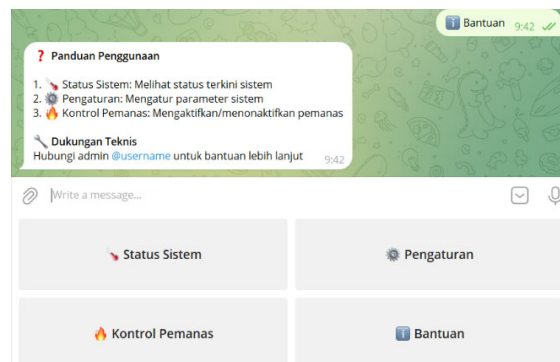 ℹ️ Bantuan 9:42
❓ Panduan Penggunaan
1. 🌡️ Status Sistem: Melihat status terkini sistem
2. ⚙️ Pengaturan: Mengatur parameter sistem
3. 🔥 Kontrol Pemanas: Mengaktifkan/menonaktifkan pemanas
🔧 Dukungan Teknis
Hubungi admin @username untuk bantuan lebih lanjut 9:42
Write a message...
🌡️ Status Sistem
⚙️ Pengaturan
🔥 Kontrol Pemanas
ℹ️ Bantuan